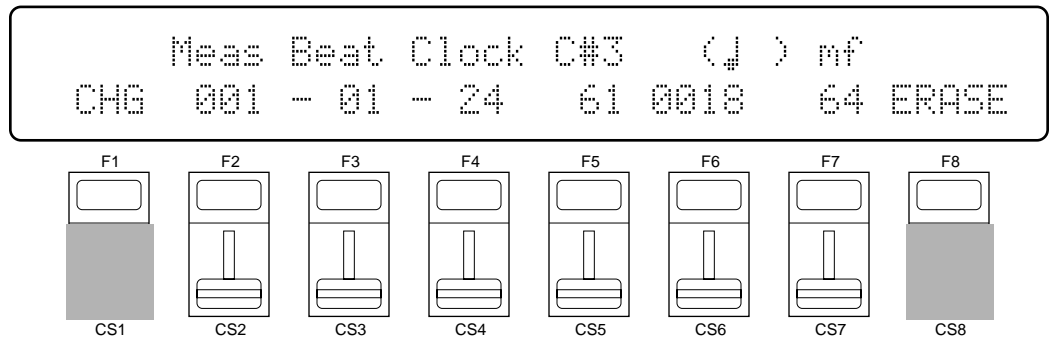 Meas Beat Clock C#3 (♩ ) mf
CHG 001 - 01 - 24 61 0018 64 ERASE
F1 F2 F3 F4 F5 F6 F7 F8
CS1 CS2 CS3 CS4 CS5 CS6 CS7 CS8